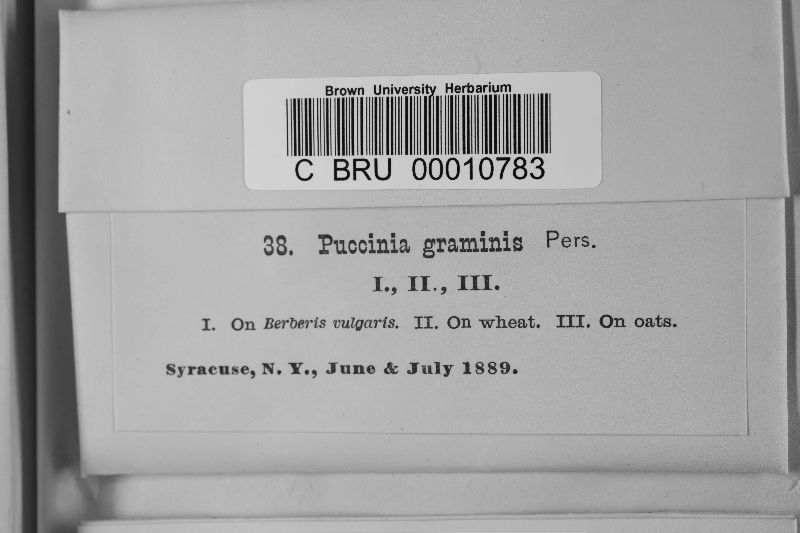 Brown University Herbarium
C BRU 00010783
38. Puccinia graminis Pers.
I., II., III.
I. On Berberis vulgaris. II. On wheat. III. On oats.
Syracuse, N. Y., June & July 1889.